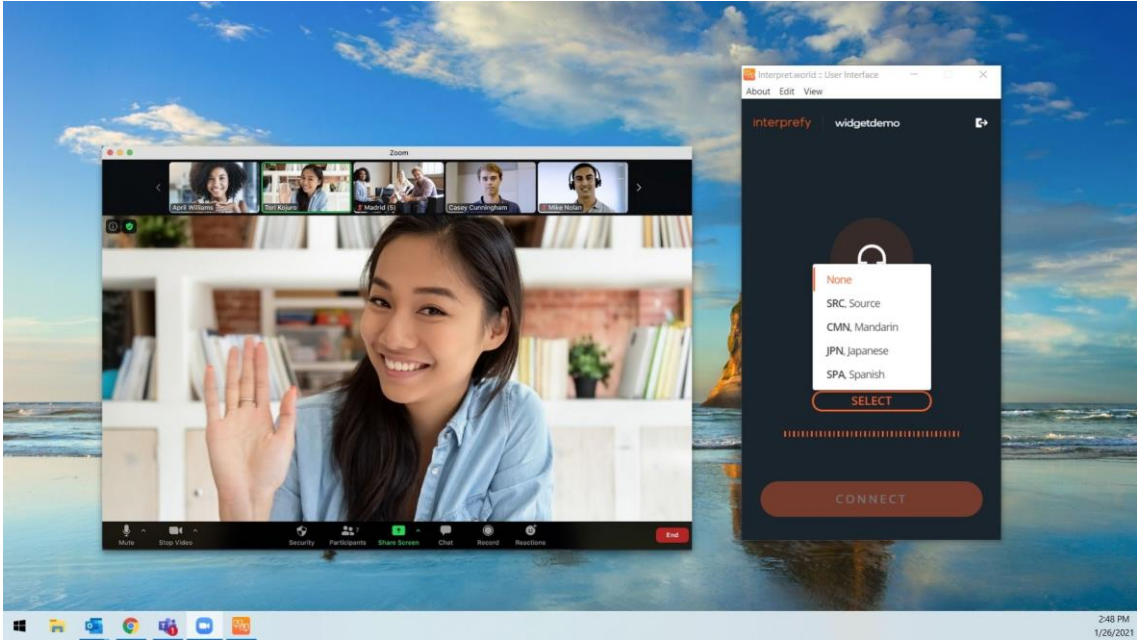 Zoom
April Williams
Tori Kojuro
Madrid (5)
Casey Cunningham
Mike Nolan
Mute
Stop Video
Security
Participants
7
Share Screen
Chat
Record
Reactions
End
Interpret.world :: User Interface
About Edit View
interprefy widgetdemo
None
SRC, Source
CMN, Mandarin
JPN, Japanese
SPA, Spanish
SELECT
CONNECT
2:48 PM
1/26/2021